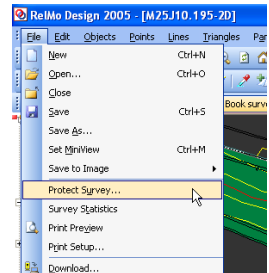 RelMo Design 2005 - [M25J10.195-2D]
File Edit Objects Points Lines Triangles
New Ctrl+N
Open... Ctrl+O
Close
Save Ctrl+S
Book surve
Save As...
Set MiniView Ctrl+M
Save to Image
Protect Survey...
Survey Statistics
Print Preview
Print Setup...
Download...